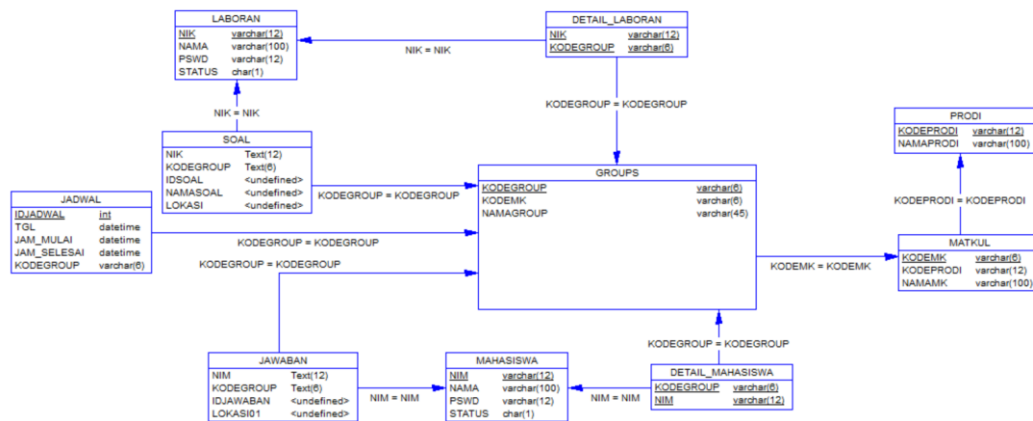 LABORAN
NIK varchar(12)
NAMA varchar(100)
PSWD varchar(12)
STATUS char(1)
DETAIL_LABORAN
NIK varchar(12)
KODEGROUP varchar(6)
NIK = NIK
KODEGROUP = KODEGROUP
NIK = NIK
SOAL
NIK Text(12)
KODEGROUP Text(6)
IDSOAL <undefined>
NAMASOAL <undefined>
LOKASI <undefined>
KODEGROUP = KODEGROUP
PRODI
KODEPRODI varchar(12)
NAMAPRODI varchar(100)
GROUPS
KODEGROUP varchar(6)
KODEMK varchar(6)
NAMAGROUP varchar(45)
KODEPRODI = KODEPRODI
JADWAL
IDJADWAL int
TGL datetime
JAM_MULAI datetime
JAM_SELESAI datetime
KODEGROUP varchar(6)
KODEGROUP = KODEGROUP
KODEGROUP = KODEGROUP
KODEMK = KODEMK
MATKUL
KODEMK varchar(6)
KODEPRODI varchar(12)
NAMAMK varchar(100)
KODEGROUP = KODEGROUP
JAWABAN
NIM Text(12)
KODEGROUP Text(6)
IDJAWABAN <undefined>
LOKASI01 <undefined>
NIM = NIM
MAHASISWA
NIM varchar(12)
NAMA varchar(100)
PSWD varchar(12)
STATUS char(1)
NIM = NIM
DETAIL_MAHASISWA
KODEGROUP varchar(6)
NIM varchar(12)